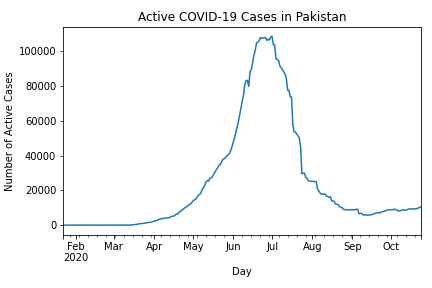 Active COVID-19 Cases in Pakistan
100000
80000
60000
40000
20000
0
Number of Active Cases
Feb Mar Apr May Jun Jul Aug Sep Oct
2020
Day